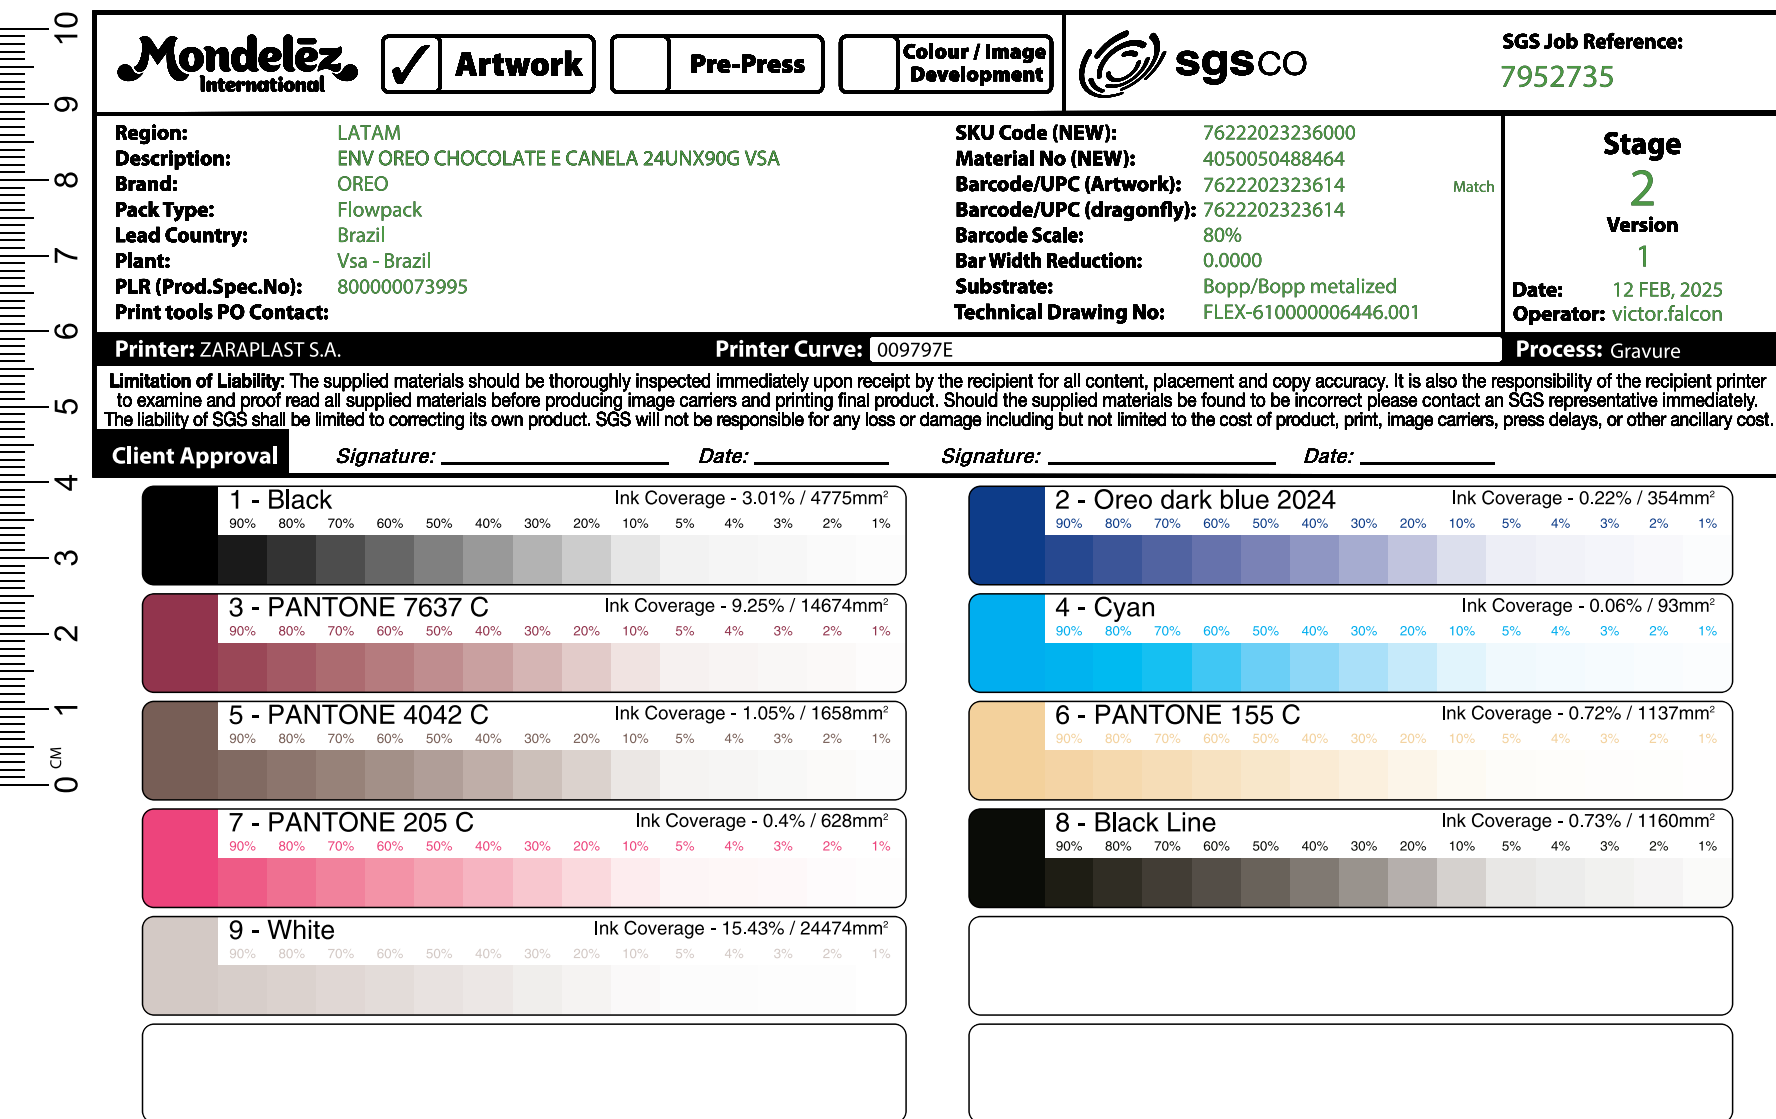 10
9
8
7
6
5
4
3
2
1
0 CM
Mondelēz
International
✓ Artwork
Pre-Press
Colour / Image
Development
sgsco
SGS Job Reference:
7952735
Region: LATAM
Description: ENV OREO CHOCOLATE E CANELA 24UNX90G VSA
Brand: OREO
Pack Type: Flowpack
Lead Country: Brazil
Plant: Vsa - Brazil
PLR (Prod.Spec.No): 800000073995
Print tools PO Contact:
SKU Code (NEW): 76222023236000
Material No (NEW): 4050050488464
Barcode/UPC (Artwork): 7622202323614 Match
Barcode/UPC (dragonfly): 7622202323614
Barcode Scale: 80%
Bar Width Reduction: 0.0000
Substrate: Bopp/Bopp metalized
Technical Drawing No: FLEX-610000006446.001
Stage
2
Version
1
Date: 12 FEB, 2025
Operator: victor.falcon
Printer: ZARAPLAST S.A. Printer Curve: 009797E Process: Gravure
Limitation of Liability: The supplied materials should be thoroughly inspected immediately upon receipt by the recipient for all content, placement and copy accuracy. It is also the responsibility of the recipient printer
to examine and proof read all supplied materials before producing image carriers and printing final product. Should the supplied materials be found to be incorrect please contact an SGS representative immediately.
The liability of SGS shall be limited to correcting its own product. SGS will not be responsible for any loss or damage including but not limited to the cost of product, print, image carriers, press delays, or other ancillary cost.
Client Approval Signature: Date: Signature: Date:
1 - Black Ink Coverage - 3.01% / 4775mm²
90% 80% 70% 60% 50% 40% 30% 20% 10% 5% 4% 3% 2% 1%
2 - Oreo dark blue 2024 Ink Coverage - 0.22% / 354mm²
90% 80% 70% 60% 50% 40% 30% 20% 10% 5% 4% 3% 2% 1%
3 - PANTONE 7637 C Ink Coverage - 9.25% / 14674mm²
90% 80% 70% 60% 50% 40% 30% 20% 10% 5% 4% 3% 2% 1%
4 - Cyan Ink Coverage - 0.06% / 93mm²
90% 80% 70% 60% 50% 40% 30% 20% 10% 5% 4% 3% 2% 1%
5 - PANTONE 4042 C Ink Coverage - 1.05% / 1658mm²
90% 80% 70% 60% 50% 40% 30% 20% 10% 5% 4% 3% 2% 1%
6 - PANTONE 155 C Ink Coverage - 0.72% / 1137mm²
90% 80% 70% 60% 50% 40% 30% 20% 10% 5% 4% 3% 2% 1%
7 - PANTONE 205 C Ink Coverage - 0.4% / 628mm²
90% 80% 70% 60% 50% 40% 30% 20% 10% 5% 4% 3% 2% 1%
8 - Black Line Ink Coverage - 0.73% / 1160mm²
90% 80% 70% 60% 50% 40% 30% 20% 10% 5% 4% 3% 2% 1%
9 - White Ink Coverage - 15.43% / 24474mm²
90% 80% 70% 60% 50% 40% 30% 20% 10% 5% 4% 3% 2% 1%